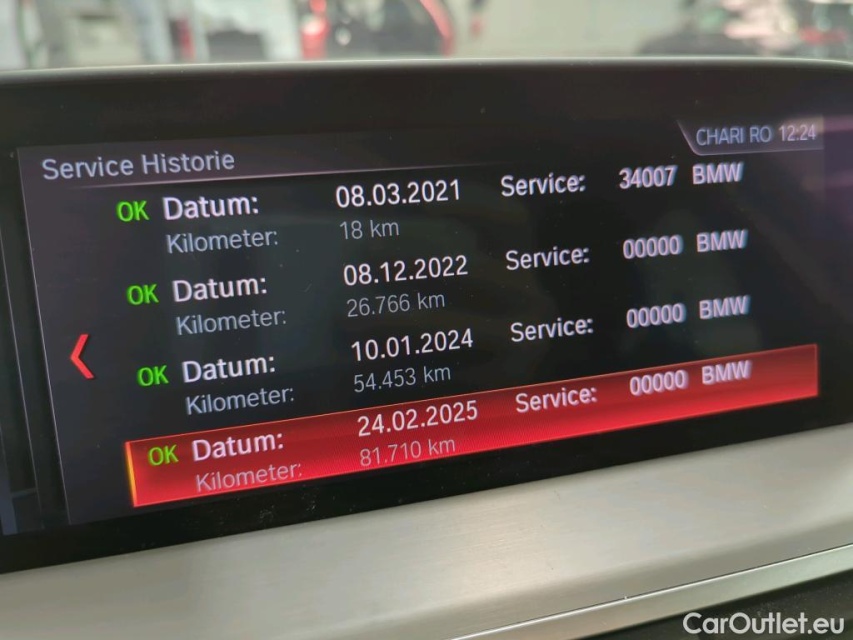 CHARI RO 12:24
Service Historie
OK Datum: 08.03.2021 Service: 34007 BMW
Kilometer: 18 km
OK Datum: 08.12.2022 Service: 00000 BMW
Kilometer: 26.766 km
OK Datum: 10.01.2024 Service: 00000 BMW
Kilometer: 54.453 km
OK Datum: 24.02.2025 Service: 00000 BMW
Kilometer: 81.710 km
CarOutlet.eu